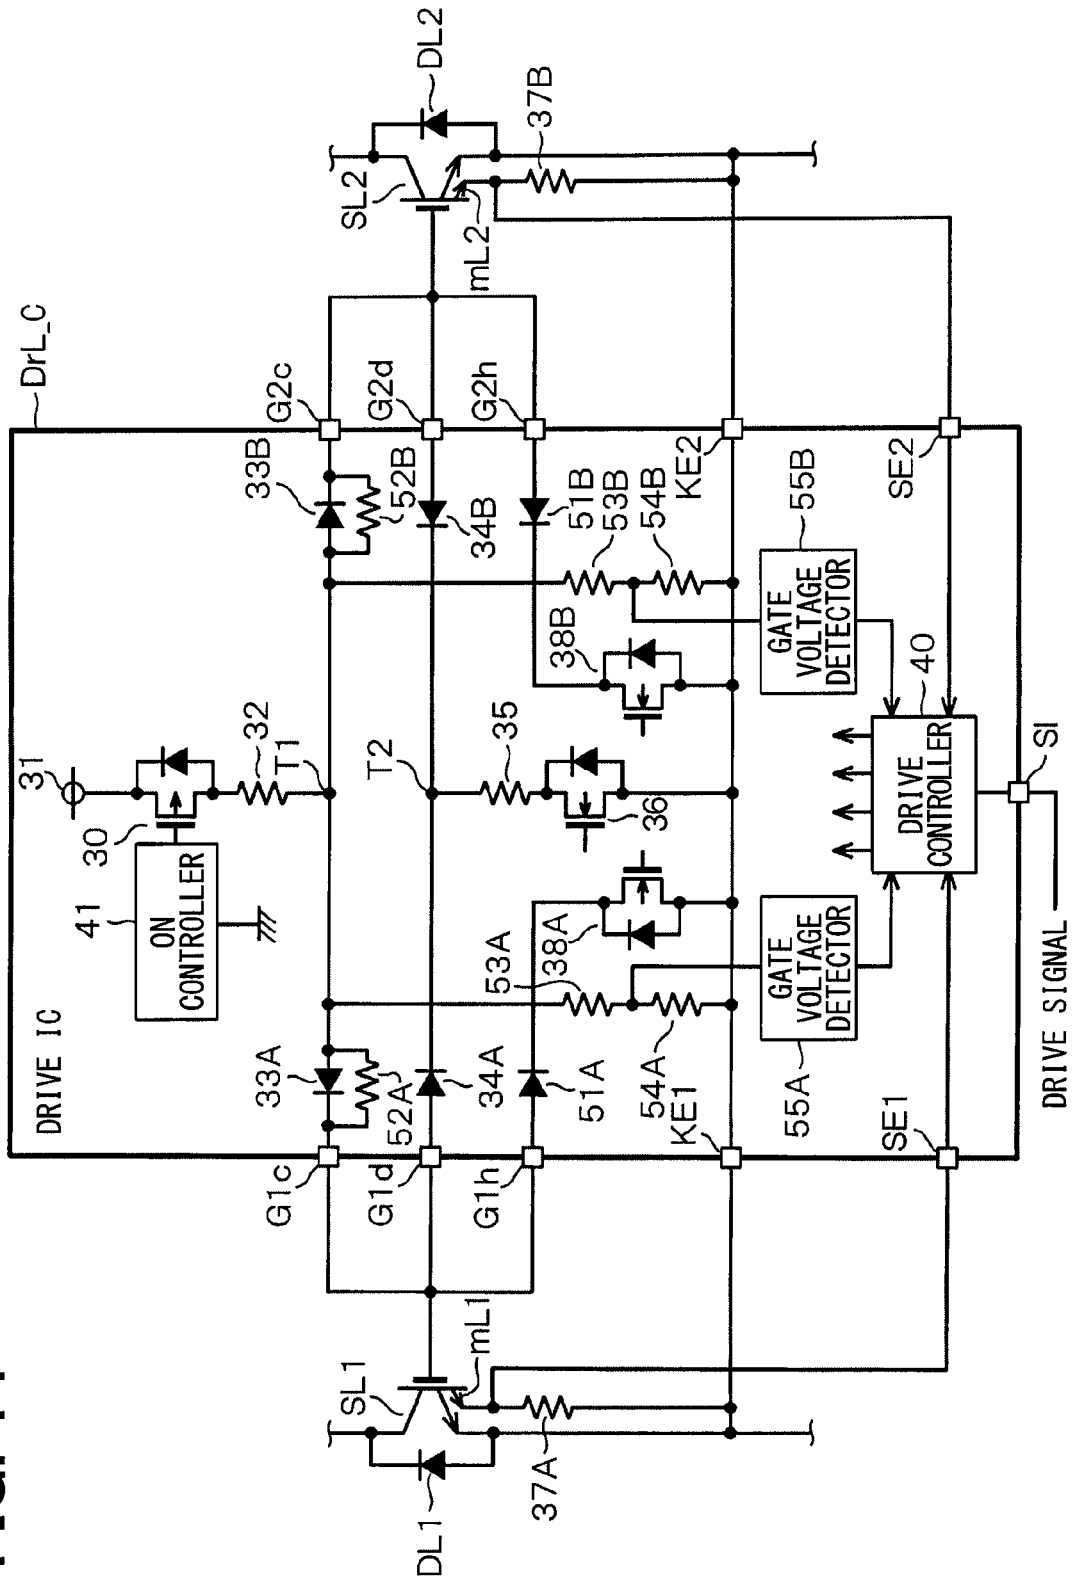 DrL_C
DRIVE IC
31
41
ON
CONTROLLER
30
32
T1
33A
52A
33B
52B
G1c
G2c
T2
34A
34B
G1d
G2d
35
36
51A
51B
G1h
G2h
38A
38B
53A
53B
54A
54B
KE1
KE2
SL1
SL2
mL1
mL2
DL1
DL2
37A
37B
55A
GATE
VOLTAGE
DETECTOR
55B
GATE
VOLTAGE
DETECTOR
40
DRIVE
CONTROLLER
SE1
SE2
SI
DRIVE SIGNAL